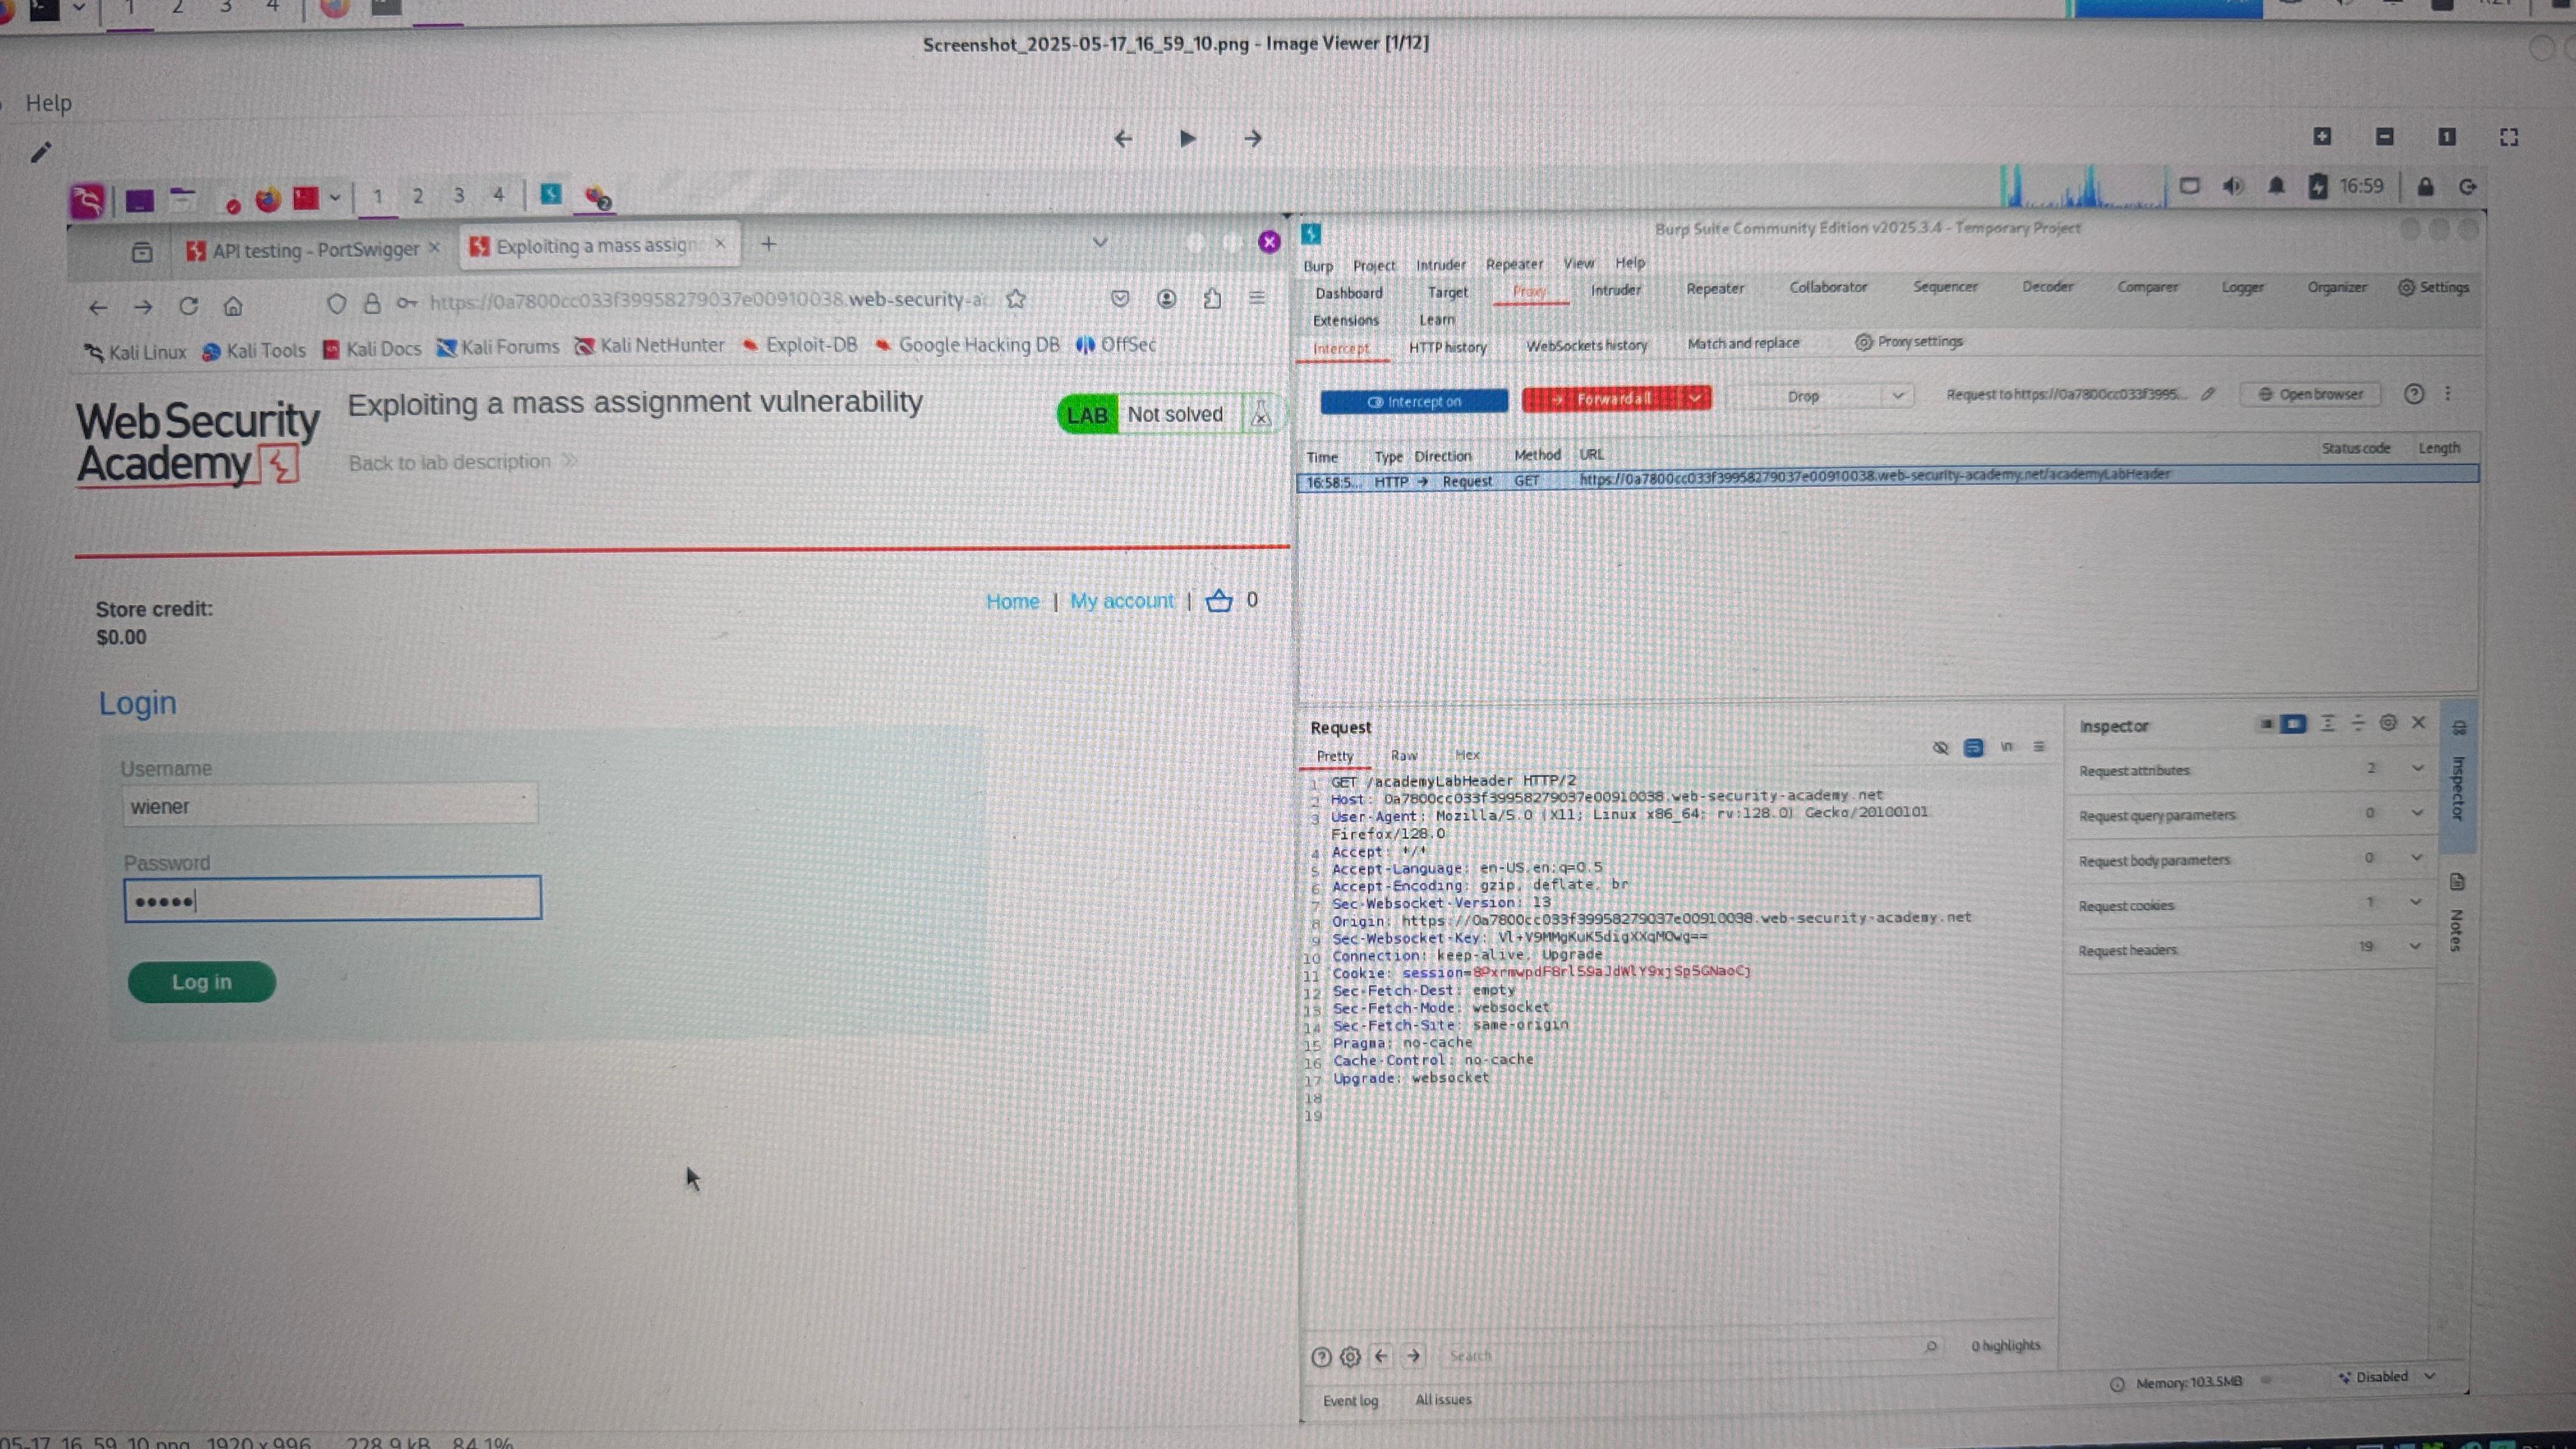 1 2 3 4
Screenshot_2025-05-17_16_59_10.png - Image Viewer [1/12]
Help
1 2 3 4
16:59
API testing - PortSwigger
Exploiting a mass assign
https://0a7800cc033f39958279037e00910038.web-security-a
Kali Linux Kali Tools Kali Docs Kali Forums Kali NetHunter Exploit-DB Google Hacking DB OffSec
WebSecurity
Academy
Exploiting a mass assignment vulnerability
Back to lab description
LAB Not solved
Store credit:
$0.00
Home | My account | 0
Login
Username
wiener
Password
Log in
Burp Suite Community Edition v2025.3.4 - Temporary Project
Burp Project Intruder Repeater View Help
Dashboard Target Proxy Intruder Repeater Collaborator Sequencer Decoder Comparer Logger Organizer Settings
Extensions Learn
Intercept HTTP history WebSockets history Match and replace Proxy settings
Intercept on Forward all Drop Request to https://0a7800cc033f3995... Open browser
Time Type Direction Method URL Status code Length
16:58:5... HTTP → Request GET https://0a7800cc033f39958279037e00910038.web-security-academy.net/academyLabHeader
Request
Pretty Raw Hex
\n
1 GET /academyLabHeader HTTP/2
2 Host: 0a7800cc033f39958279037e00910038.web-security-academy.net
3 User-Agent: Mozilla/5.0 (X11; Linux x86_64; rv:128.0) Gecko/20100101
Firefox/128.0
4 Accept: */*
5 Accept-Language: en-US,en;q=0.5
6 Accept-Encoding: gzip, deflate, br
7 Sec-Websocket-Version: 13
8 Origin: https://0a7800cc033f39958279037e00910038.web-security-academy.net
9 Sec-Websocket-Key: Vl+V9MMgKuK5digXXqMOwg==
10 Connection: keep-alive, Upgrade
11 Cookie: session=8PxrmwpdF8rlS9aJdWlY9xjSp5GNaoCj
12 Sec-Fetch-Dest: empty
13 Sec-Fetch-Mode: websocket
14 Sec-Fetch-Site: same-origin
15 Pragma: no-cache
16 Cache-Control: no-cache
17 Upgrade: websocket
18
19
Inspector
Request attributes 2
Request query parameters 0
Request body parameters 0
Request cookies 1
Request headers 19
Inspector
Notes
Search
0 highlights
Event log All issues
Memory: 103.5MB
Disabled
05-17_16_59_10.png 1920 x 996 228.9 kB 84.1%